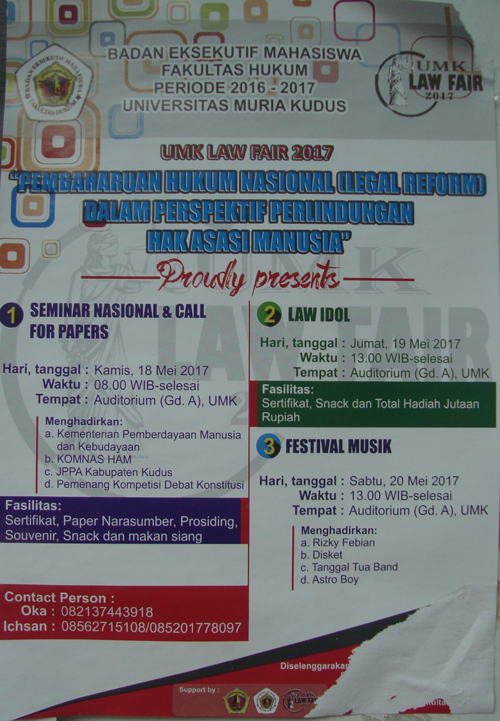 BADAN EKSEKUTIF MAHASISWA
FAKULTAS HUKUM
PERIODE 2016 - 2017
UNIVERSITAS MURIA KUDUS
UMK
LAW FAIR
2017
UMK LAW FAIR 2017
"PEMBAHARUAN HUKUM NASIONAL (LEGAL REFORM)
DALAM PERSPEKTIF PERLINDUNGAN
HAK ASASI MANUSIA"
Proudly presents
1 SEMINAR NASIONAL & CALL
FOR PAPERS
Hari, tanggal : Kamis, 18 Mei 2017
Waktu : 08.00 WIB-selesai
Tempat : Auditorium (Gd. A), UMK
Menghadirkan:
a. Kementerian Pemberdayaan Manusia
dan Kebudayaan
b. KOMNAS HAM
c. JPPA Kabupaten Kudus
d. Pemenang Kompetisi Debat Konstitusi
Fasilitas:
Sertifikat, Paper Narasumber, Prosiding,
Souvenir, Snack dan makan siang
Contact Person :
Oka : 082137443918
Ichsan : 08562715108/085201778097
2 LAW IDOL
Hari, tanggal : Jumat, 19 Mei 2017
Waktu : 13.00 WIB-selesai
Tempat : Auditorium (Gd. A), UMK
Fasilitas:
Sertifikat, Snack dan Total Hadiah Jutaan
Rupiah
3 FESTIVAL MUSIK
Hari, tanggal : Sabtu, 20 Mei 2017
Waktu : 13.00 WIB-selesai
Tempat : Auditorium (Gd. A), UMK
Menghadirkan:
a. Rizky Febian
b. Disket
c. Tanggal Tua Band
d. Astro Boy
Diselenggarakan
Support by :